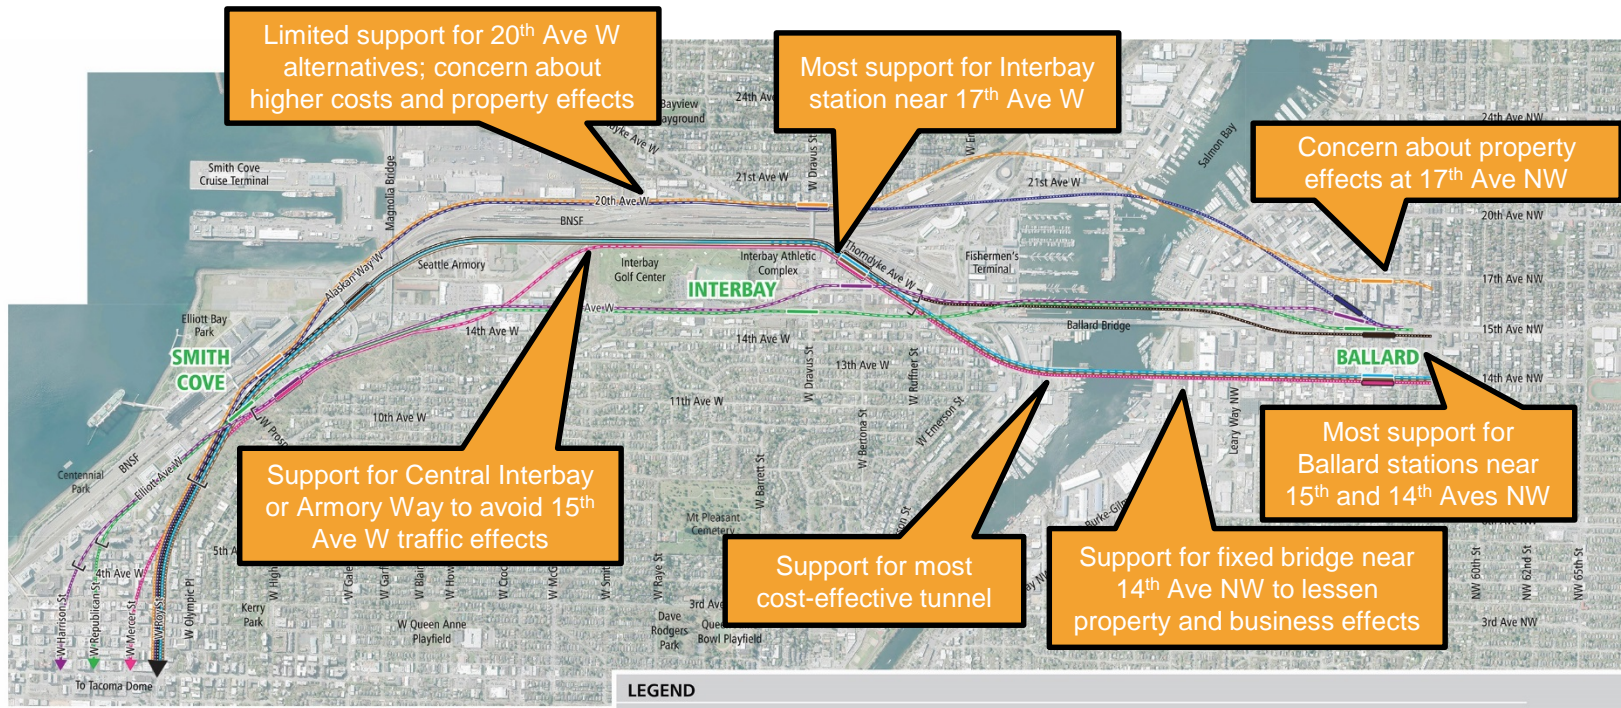 Limited support for 20th Ave W
alternatives; concern about
higher costs and property effects
Most support for Interbay
station near 17th Ave W
Concern about property
effects at 17th Ave NW
Support for Central Interbay
or Armory Way to avoid 15th
Ave W traffic effects
Support for most
cost-effective tunnel
Support for fixed bridge near
14th Ave NW to lessen
property and business effects
Most support for
Ballard stations near
15th and 14th Aves NW
24th Ave
Bayview
21st Ave W
W Dravus St
Smith Cove
Cruise Terminal
Magnolia Bridge
20th Ave W
BNSF
21st Ave W
Salmon Bay
24th Ave NW
20th Ave NW
17th Ave NW
15th Ave NW
14th Ave NW
Alaskan Way W
Seattle Armory
Interbay
Golf Center
Interbay Athletic
Complex
Thorndyke Ave W
Fishermen's
Terminal
INTERBAY
Ave W
Ballard Bridge
Elliott Bay
Park
SMITH
COVE
14th Ave W
14th Ave W
13th Ave W
W Dravus St
W Ruffner St
BALLARD
10th Ave W
11th Ave W
W Emerson St
Leary Way NW
W Bertona St
W Barrett St
Centennial
Park
BNSF
Elliott Ave W
Mt Pleasant
Cemetery
4th Ave W
W Olympic Pl
Kerry
Park
W Queen Anne
Playfield
W Raye St
3rd Ave
Dave
Rodgers
Park
Bowl Playfield
NW 60th St
NW 62nd St
NW 65th St
3rd Ave NW
W Harrison St
W Republican St
W Mercer St
W Roy St
To Tacoma Dome
LEGEND